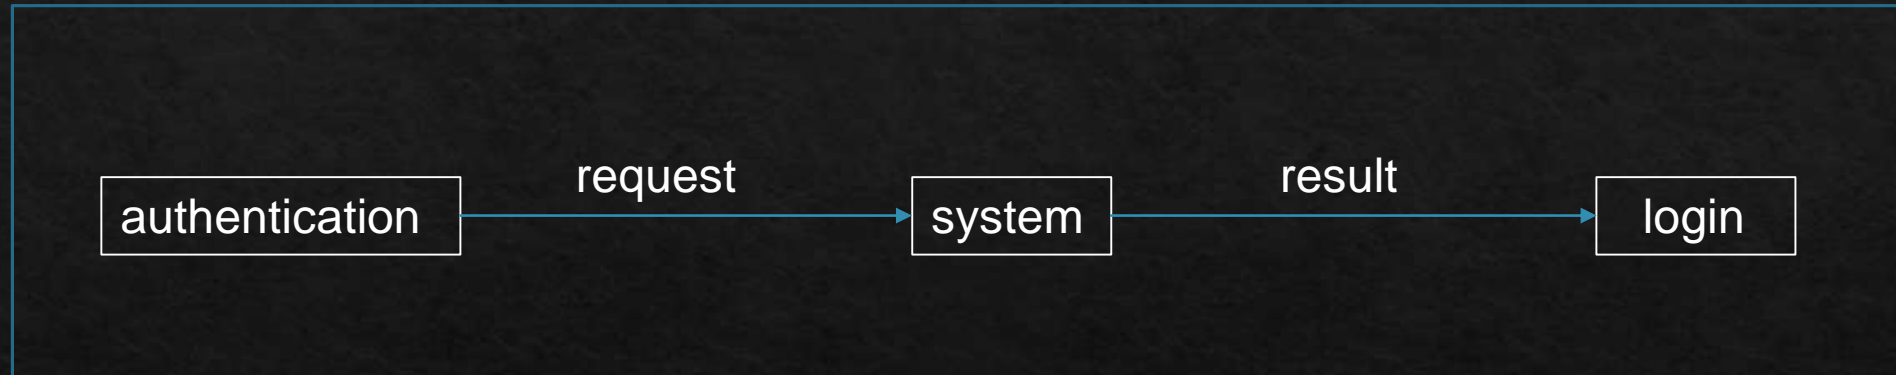 request
result
authentication
system
login